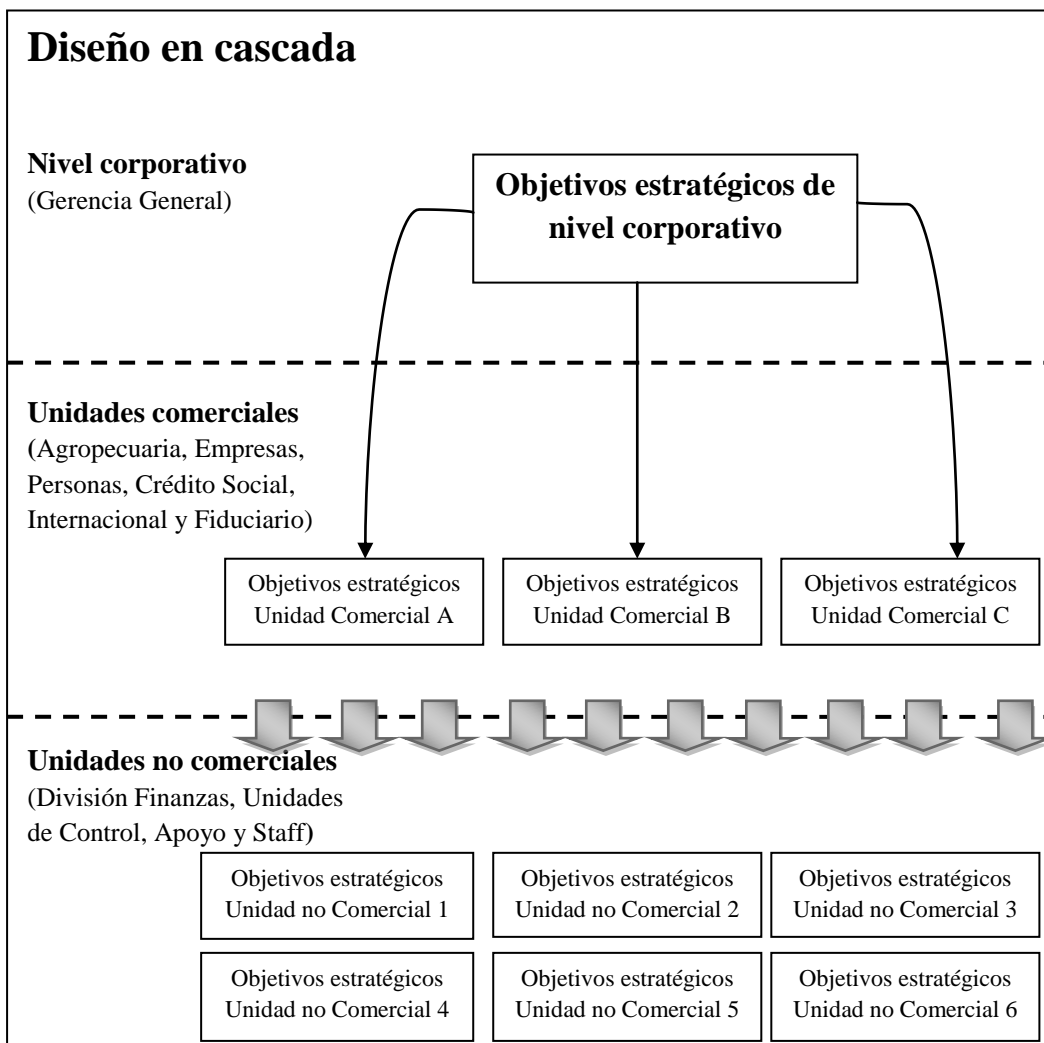 Diseño en cascada
Nivel corporativo
(Gerencia General)
Objetivos estratégicos de
nivel corporativo
Unidades comerciales
(Agropecuaria, Empresas,
Personas, Crédito Social,
Internacional y Fiduciario)
Objetivos estratégicos
Unidad Comercial A
Objetivos estratégicos
Unidad Comercial B
Objetivos estratégicos
Unidad Comercial C
Unidades no comerciales
(División Finanzas, Unidades
de Control, Apoyo y Staff)
Objetivos estratégicos
Unidad no Comercial 1
Objetivos estratégicos
Unidad no Comercial 2
Objetivos estratégicos
Unidad no Comercial 3
Objetivos estratégicos
Unidad no Comercial 4
Objetivos estratégicos
Unidad no Comercial 5
Objetivos estratégicos
Unidad no Comercial 6